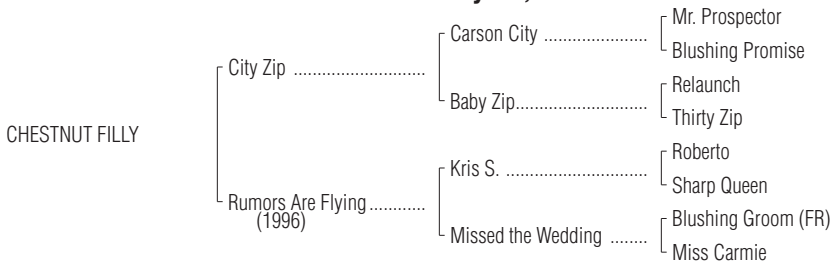 Mr. Prospector
Carson City ......................
Blushing Promise
City Zip ............................
Relaunch
Baby Zip............................
Thirty Zip
CHESTNUT FILLY
Roberto
Kris S. ..............................
Sharp Queen
Rumors Are Flying............
(1996)
Blushing Groom (FR)
Missed the Wedding ........
Miss Carmie